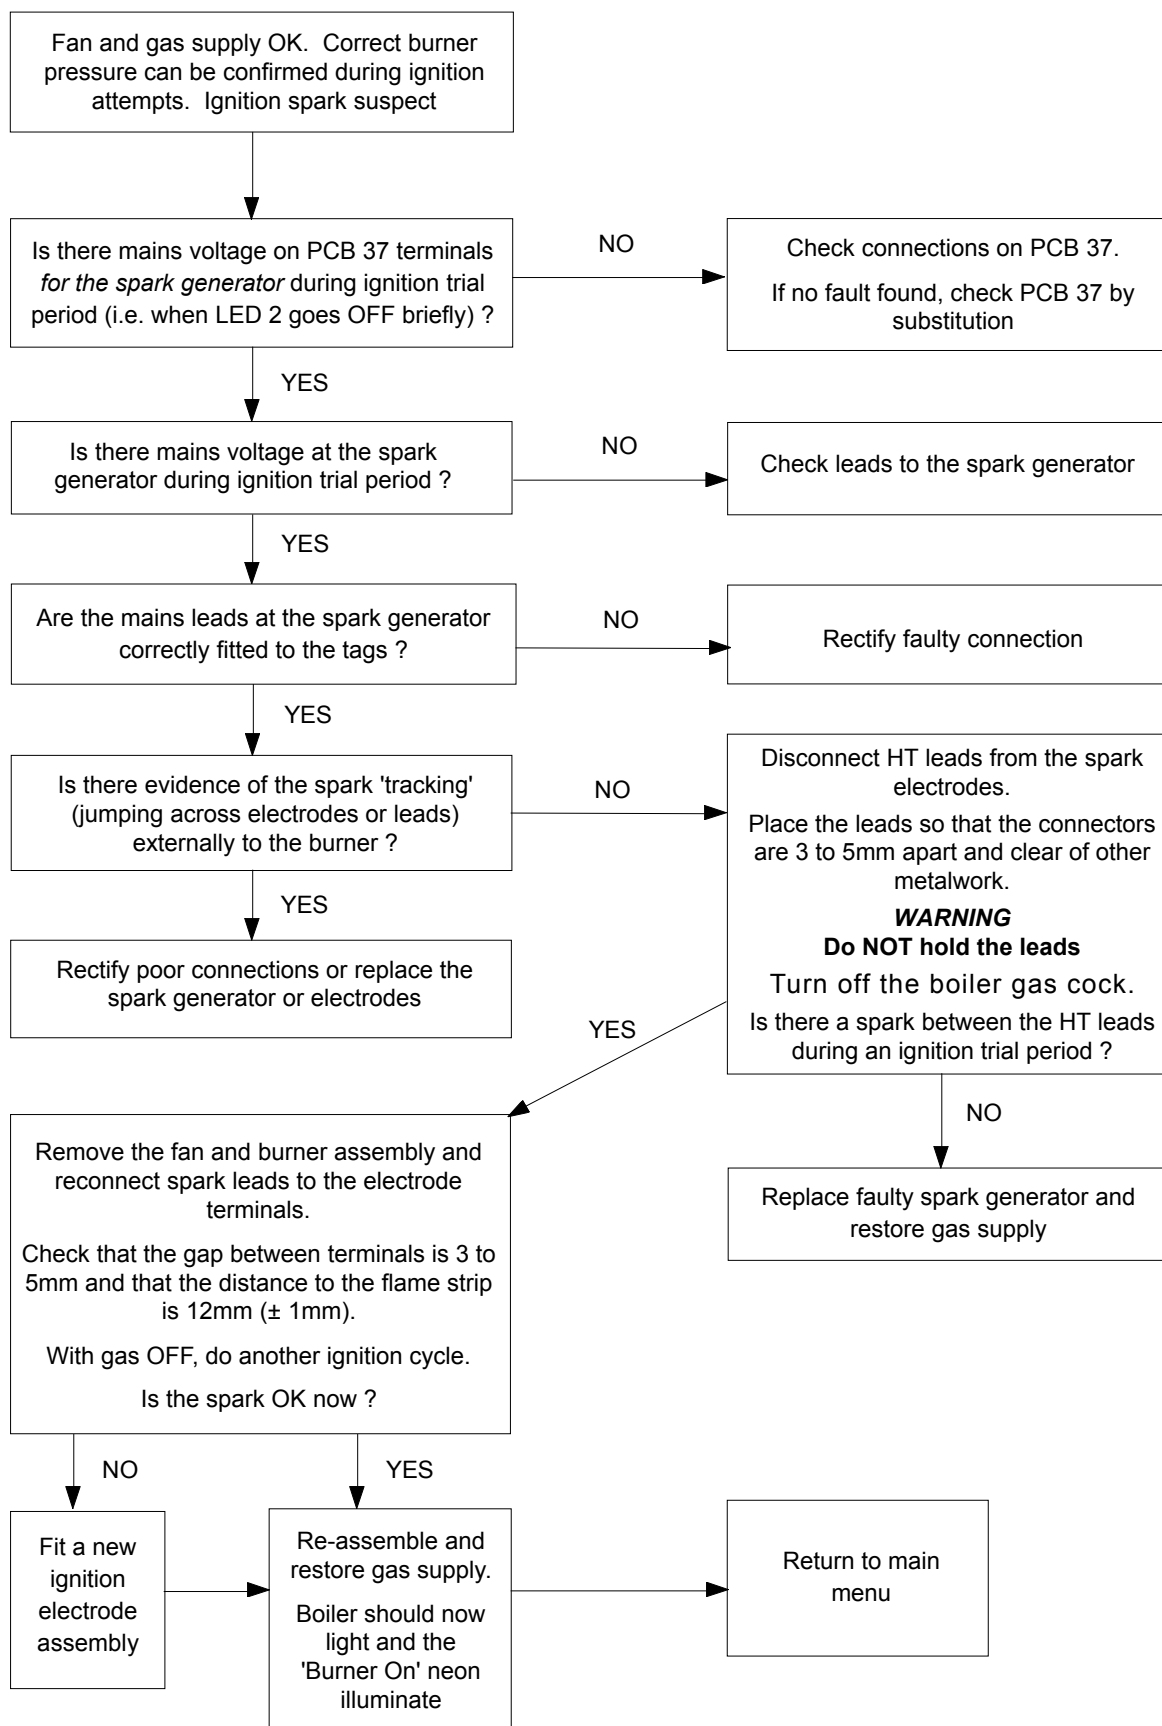 Fan and gas supply OK.  Correct burner
pressure can be confirmed during ignition
attempts.  Ignition spark suspect
Is there mains voltage on PCB 37 terminals
for the spark generator during ignition trial
period (i.e. when LED 2 goes OFF briefly) ?
NO
Check connections on PCB 37.
If no fault found, check PCB 37 by
substitution
YES
Is there mains voltage at the spark
generator during ignition trial period ?
NO
Check leads to the spark generator
YES
Are the mains leads at the spark generator
correctly fitted to the tags ?
NO
Rectify faulty connection
YES
Is there evidence of the spark 'tracking'
(jumping across electrodes or leads)
externally to the burner ?
NO
Disconnect HT leads from the spark
electrodes.
Place the leads so that the connectors
are 3 to 5mm apart and clear of other
metalwork.
WARNING
Do NOT hold the leads
Turn off the boiler gas cock.
Is there a spark between the HT leads
during an ignition trial period ?
YES
Rectify poor connections or replace the
spark generator or electrodes
YES
NO
Replace faulty spark generator and
restore gas supply
Remove the fan and burner assembly and
reconnect spark leads to the electrode
terminals.
Check that the gap between terminals is 3 to
5mm and that the distance to the flame strip
is 12mm (± 1mm).
With gas OFF, do another ignition cycle.
Is the spark OK now ?
NO
YES
Fit a new
ignition
electrode
assembly
Re-assemble and
restore gas supply.
Boiler should now
light and the
'Burner On' neon
illuminate
Return to main
menu